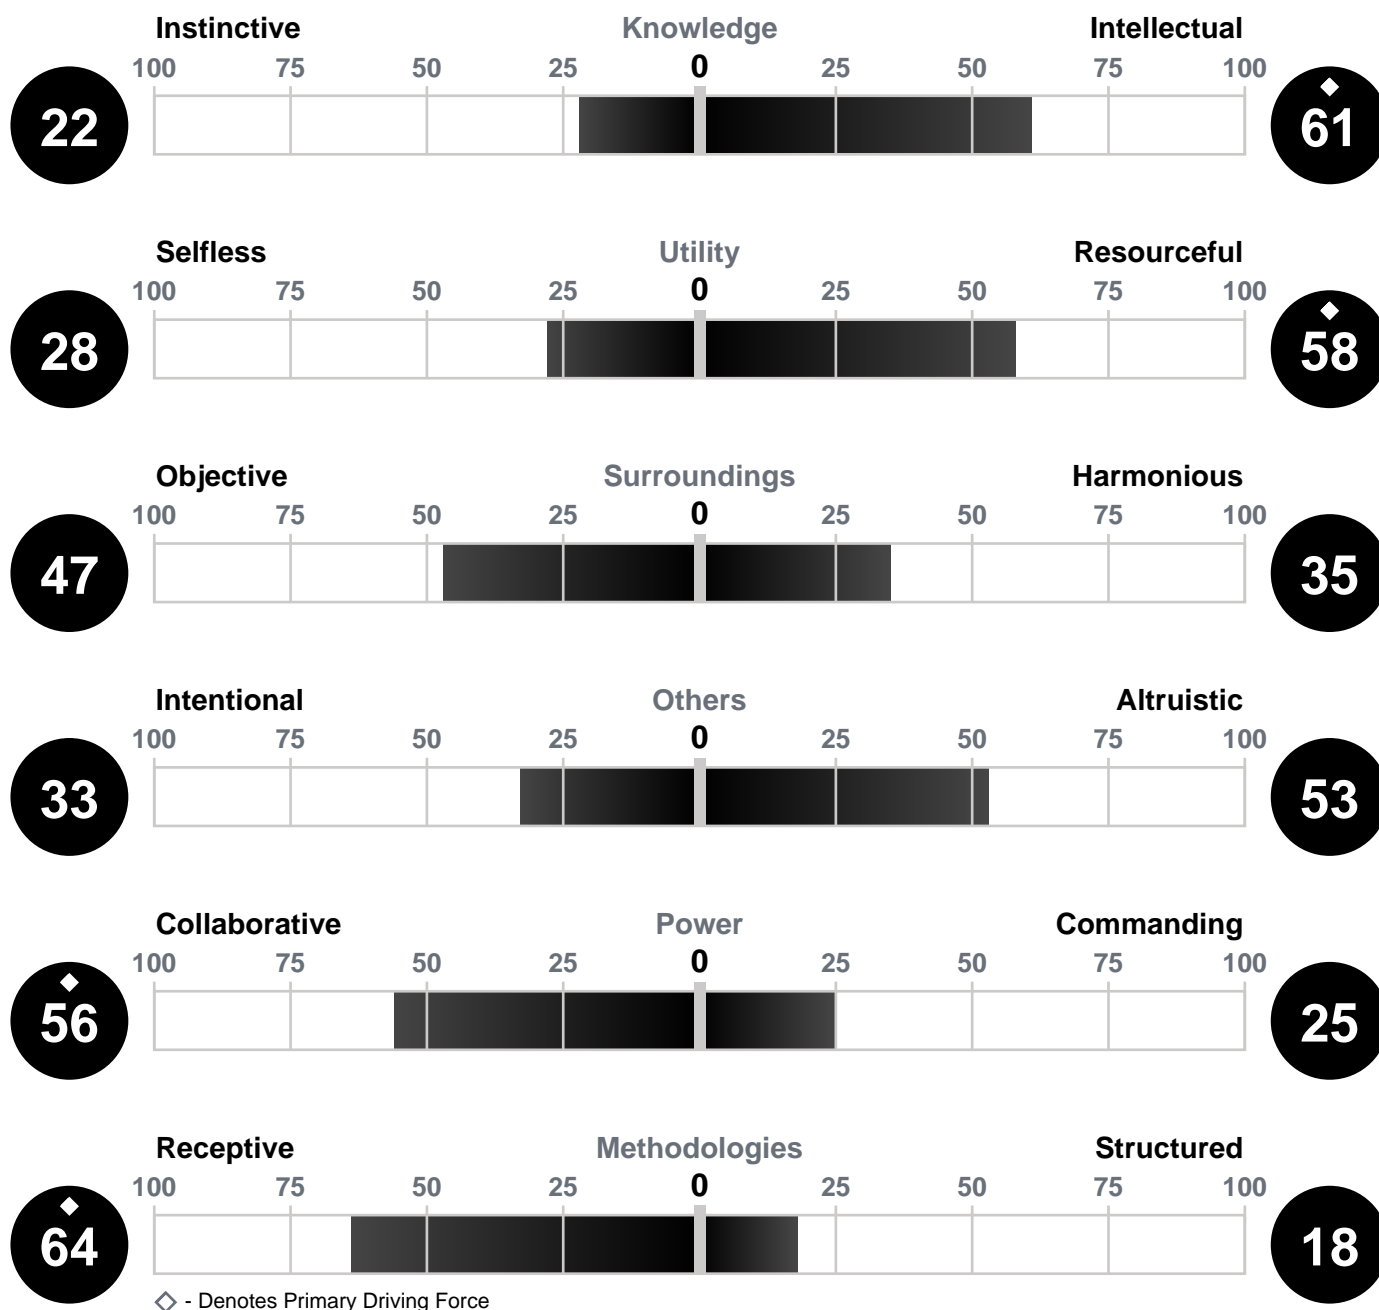 Instinctive Knowledge Intellectual
100 75 50 25 0 25 50 75 100
22 61
Selfless Utility Resourceful
100 75 50 25 0 25 50 75 100
28 58
Objective Surroundings Harmonious
100 75 50 25 0 25 50 75 100
47 35
Intentional Others Altruistic
100 75 50 25 0 25 50 75 100
33 53
Collaborative Power Commanding
100 75 50 25 0 25 50 75 100
56 25
Receptive Methodologies Structured
100 75 50 25 0 25 50 75 100
64 18
- Denotes Primary Driving Force